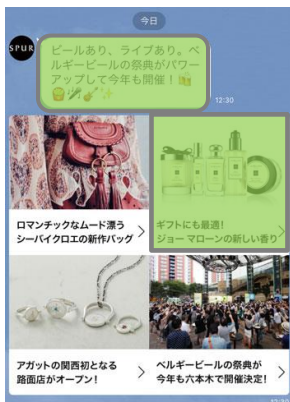 今日
SPUR
ビールあり、ライブあり。ベ
ルギービールの祭典がパワー
アップして今年も開催！
12:30
ロマンチックなムード漂う
シーバイクロエの新作バッグ
ギフトにも最適！
ジョー マローンの新しい香り
アガットの関西初となる
路面店がオープン！
ベルギービールの祭典が
今年も六本木で開催決定！
12:30